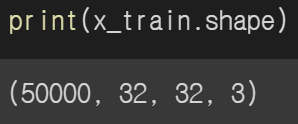 print(x_train.shape)
(50000, 32, 32, 3)